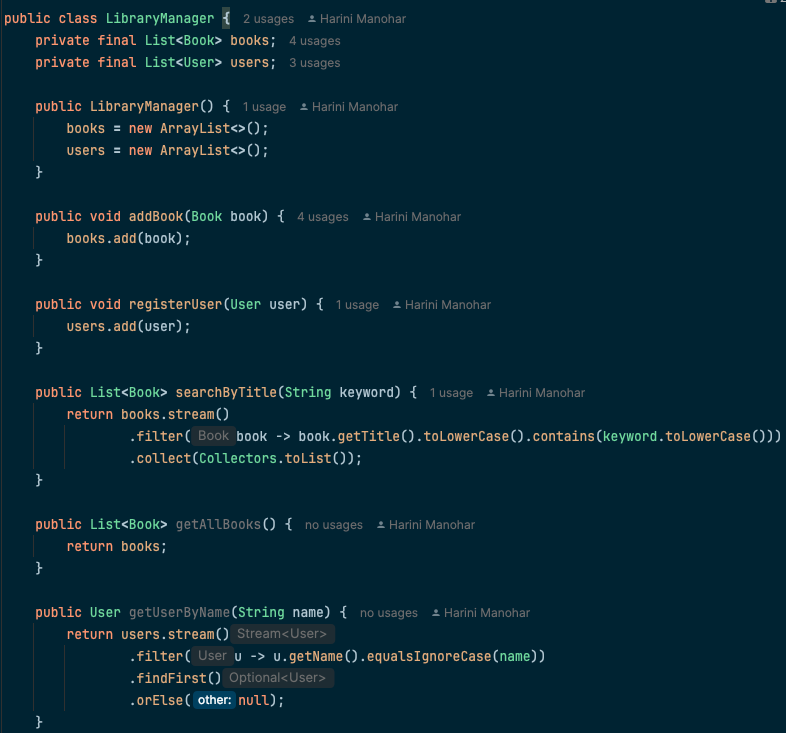 public class LibraryManager { 2 usages Harini Manohar
private final List<Book> books; 4 usages
private final List<User> users; 3 usages
public LibraryManager() { 1 usage Harini Manohar
books = new ArrayList<>();
users = new ArrayList<>();
}
public void addBook(Book book) { 4 usages Harini Manohar
books.add(book);
}
public void registerUser(User user) { 1 usage Harini Manohar
users.add(user);
}
public List<Book> searchByTitle(String keyword) { 1 usage Harini Manohar
return books.stream()
.filter( Book book -> book.getTitle().toLowerCase().contains(keyword.toLowerCase()))
.collect(Collectors.toList());
}
public List<Book> getAllBooks() { no usages Harini Manohar
return books;
}
public User getUserByName(String name) { no usages Harini Manohar
return users.stream() Stream<User>
.filter( User u -> u.getName().equalsIgnoreCase(name))
.findFirst() Optional<User>
.orElse( other: null);
}